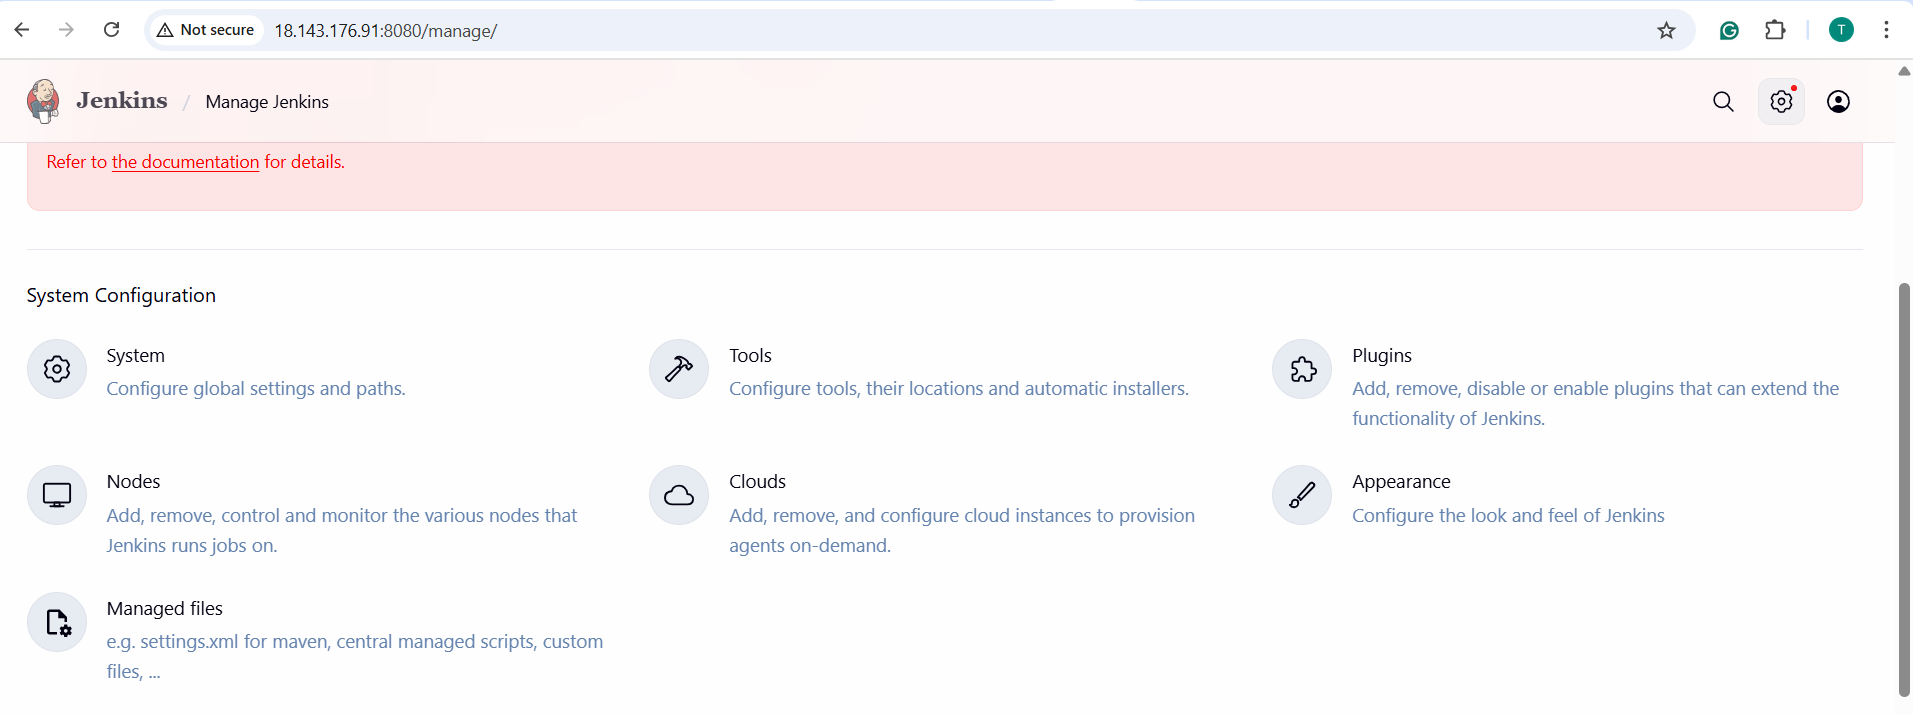 Not secure 18.143.176.91:8080/manage/
T
Jenkins / Manage Jenkins
Refer to the documentation for details.
System Configuration
System
Configure global settings and paths.
Tools
Configure tools, their locations and automatic installers.
Plugins
Add, remove, disable or enable plugins that can extend the
functionality of Jenkins.
Nodes
Add, remove, control and monitor the various nodes that
Jenkins runs jobs on.
Clouds
Add, remove, and configure cloud instances to provision
agents on-demand.
Appearance
Configure the look and feel of Jenkins
Managed files
e.g. settings.xml for maven, central managed scripts, custom
files, ...